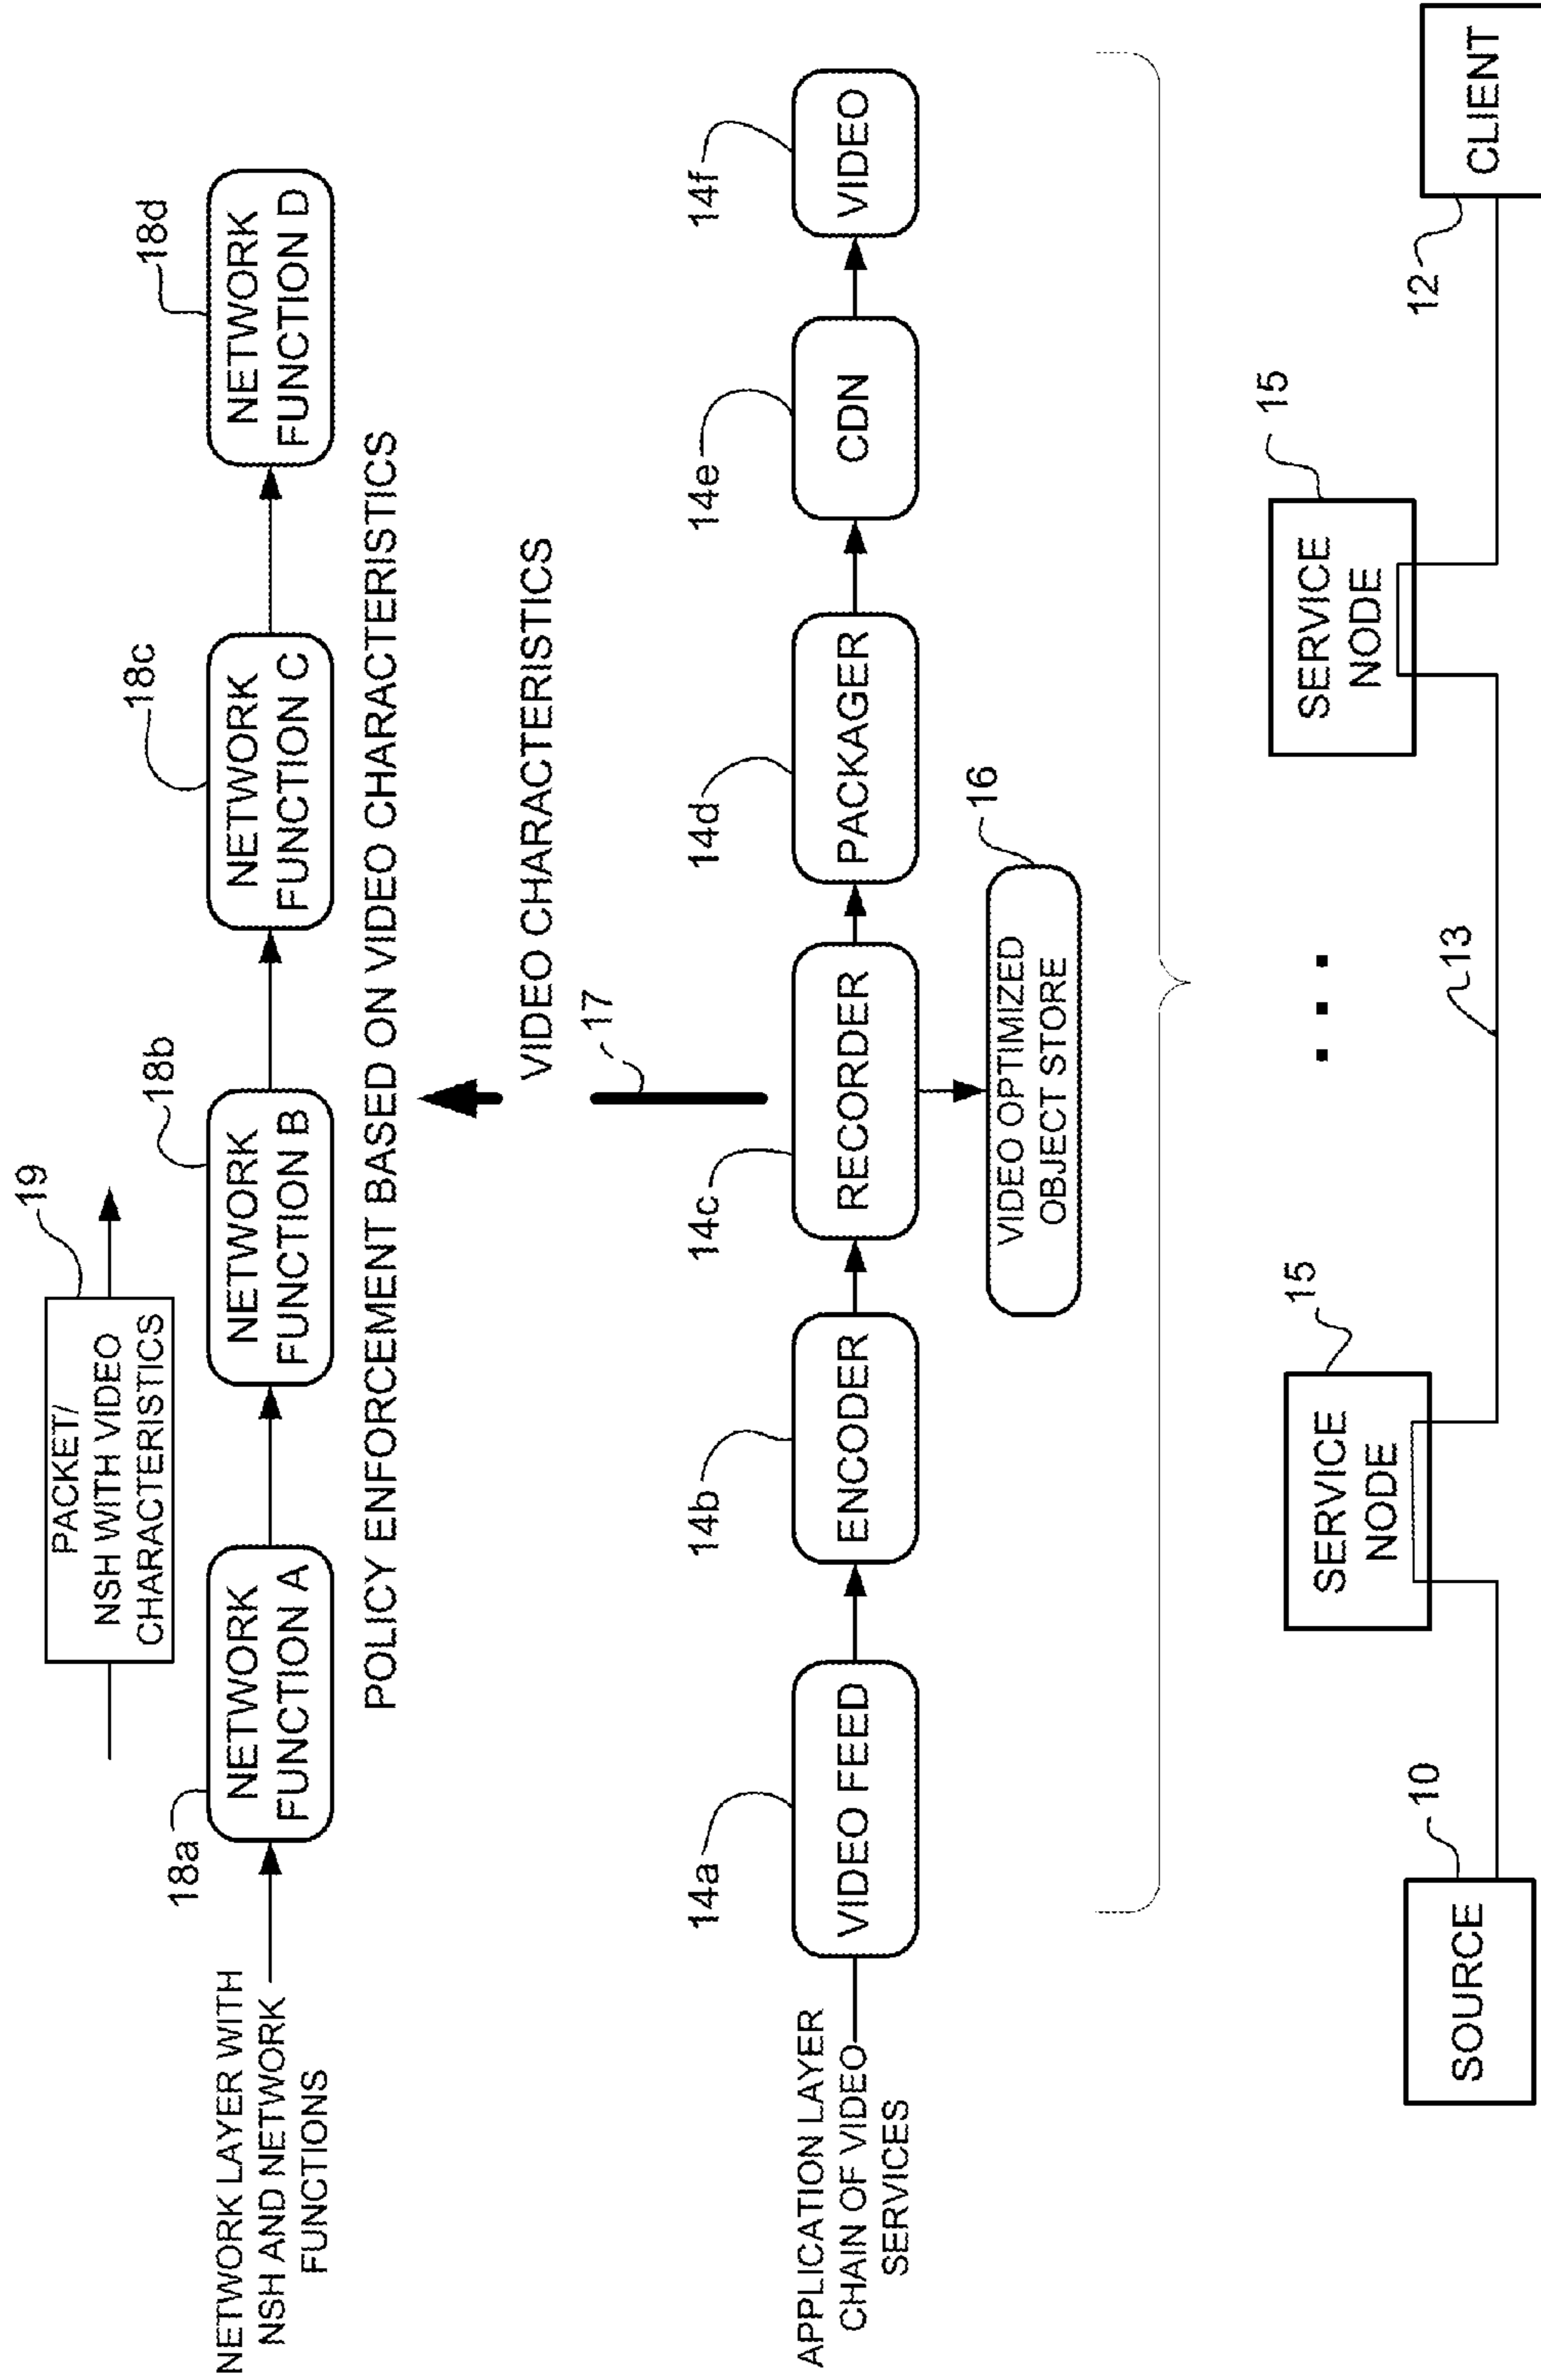 19
PACKET/
NSH WITH VIDEO
CHARACTERISTICS
18a
18b
18c
18d
NETWORK LAYER WITH
NSH AND NETWORK
FUNCTIONS
NETWORK
FUNCTION A
NETWORK
FUNCTION B
NETWORK
FUNCTION C
NETWORK
FUNCTION D
POLICY ENFORCEMENT BASED ON VIDEO CHARACTERISTICS
VIDEO CHARACTERISTICS
17
14a
14b
14c
14d
14e
14f
APPLICATION LAYER
CHAIN OF VIDEO
SERVICES
VIDEO FEED
ENCODER
RECORDER
PACKAGER
CDN
VIDEO
16
VIDEO OPTIMIZED
OBJECT STORE
15
15
SERVICE
NODE
SERVICE
NODE
10
13
12
SOURCE
CLIENT